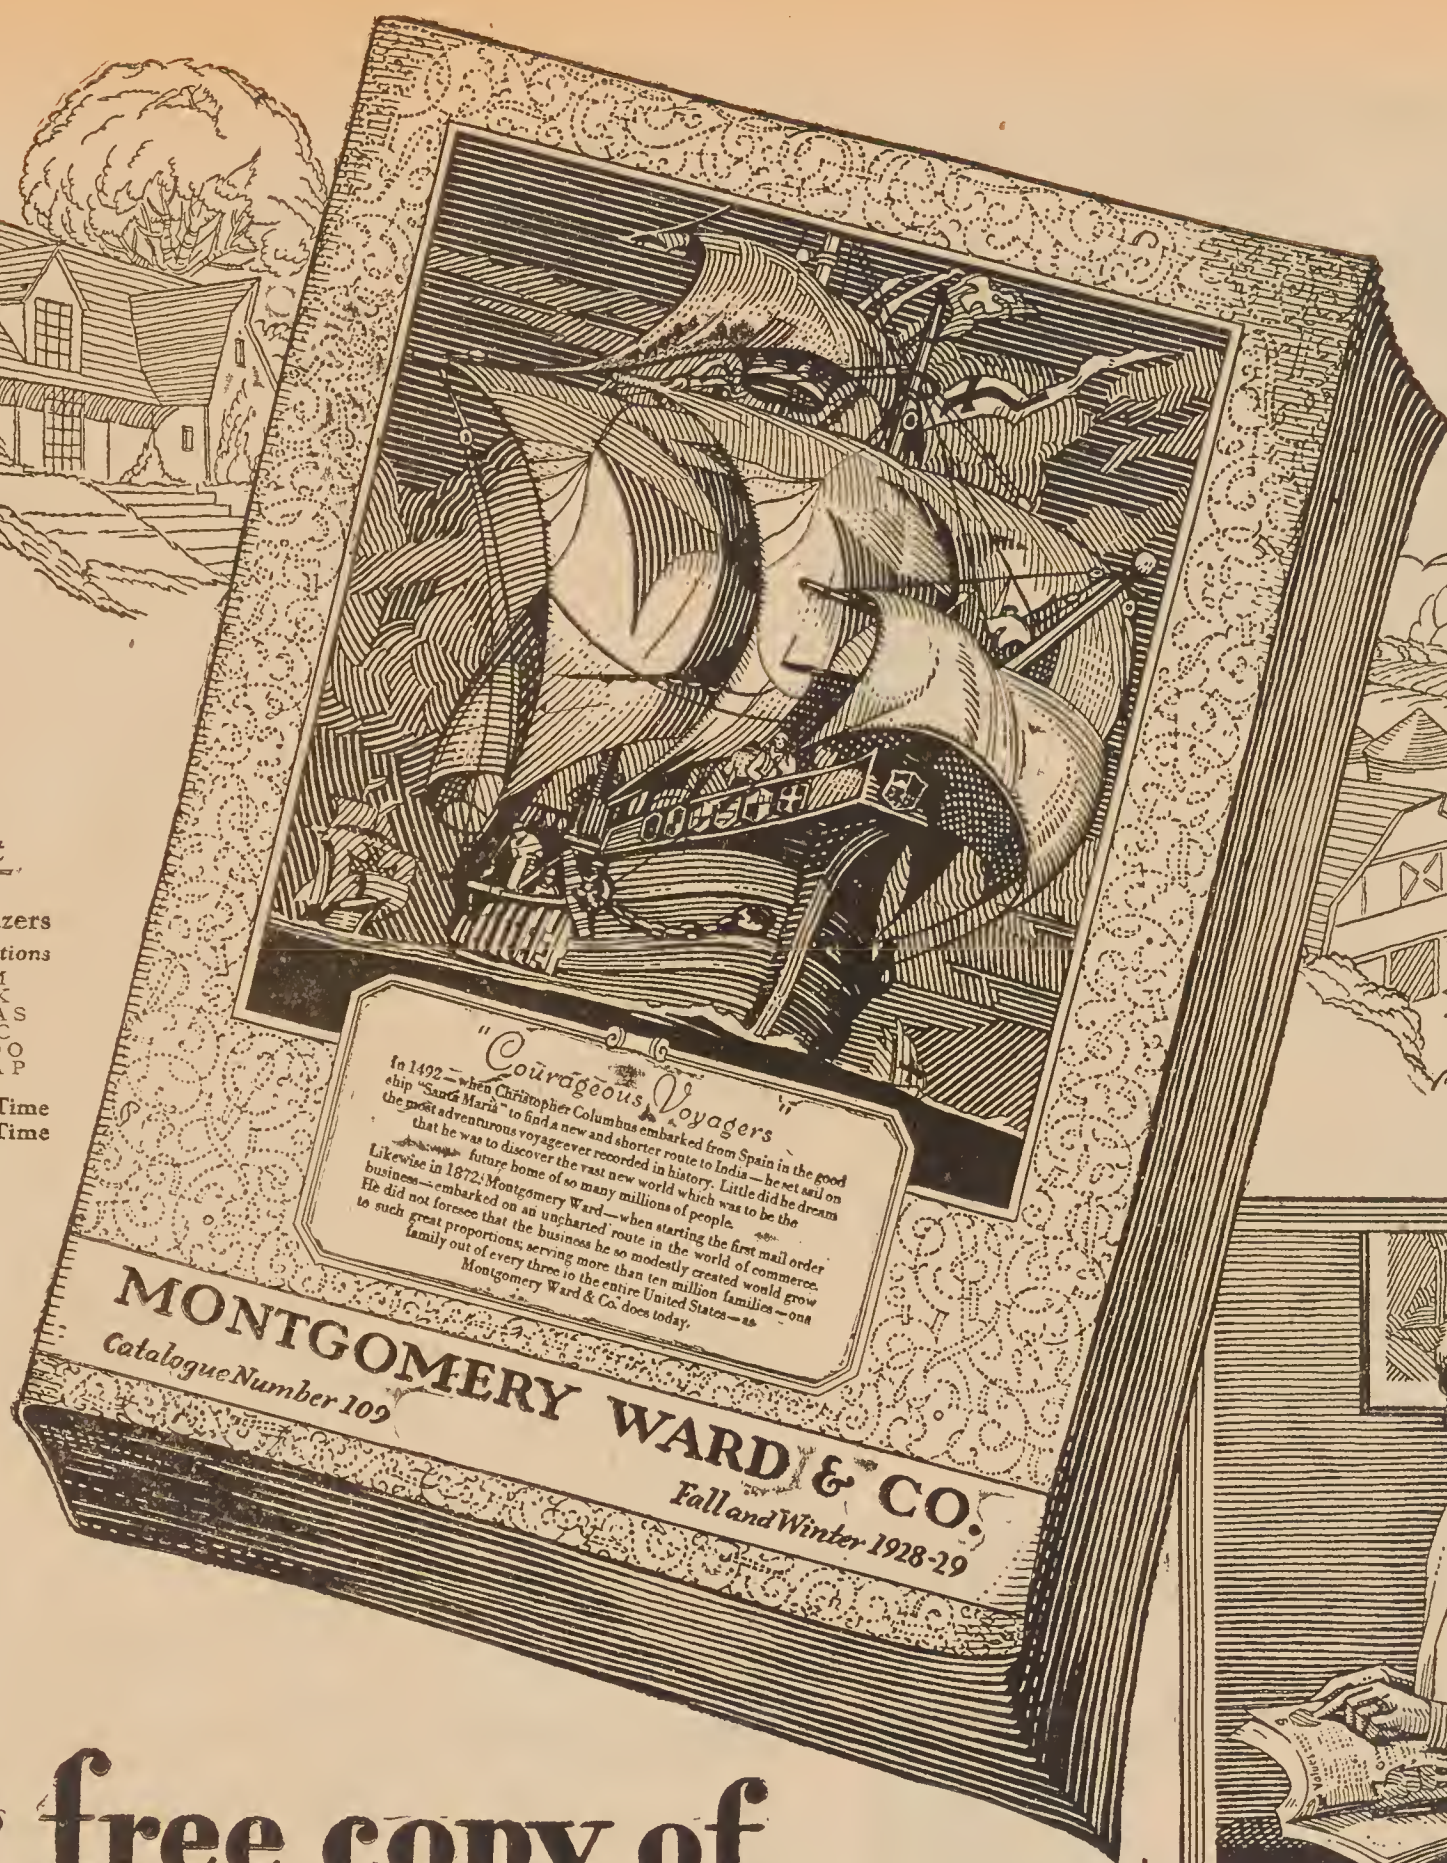 zers
tions
M
K
AS
C
DO
AP
Time
Time
"Courageous Voyagers"
In 1492—when Christopher Columbus embarked from Spain in the good
ship "Santa Maria" to find a new and shorter route to India—he set sail on
the most adventurous voyage ever recorded in history. Little did he dream
that he was to discover the vast new world which was to be the
future home of so many millions of people.
Likewise in 1872, Montgomery Ward—when starting the first mail order
business—embarked on an uncharted route in the world of commerce.
He did not foresee that the business he so modestly created would grow
to such great proportions; serving more than ten million families—one
family out of every three in the entire United States—as
Montgomery Ward & Co. does today.
MONTGOMERY WARD & CO.
Catalogue Number 109
Fall and Winter 1928-29
free copy of